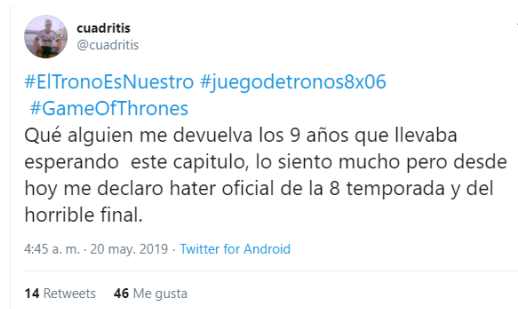 cuadritis
@cuadritis
#ElTronoEsNuestro #juegodetronos8x06
#GameOfThrones
Qué alguien me devuelva los 9 años que llevaba
esperando este capitulo, lo siento mucho pero desde
hoy me declaro hater oficial de la 8 temporada y del
horrible final.
4:45 a. m. · 20 may. 2019 · Twitter for Android
14 Retweets 46 Me gusta